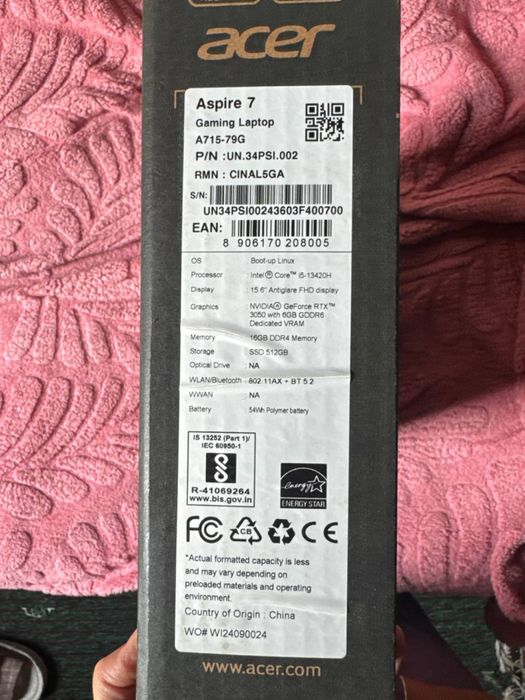 acer
Aspire 7
Gaming Laptop
A715-79G
P/N :UN.34PSI.002
RMN : CINAL5GA
S/N:
UN34PSI00243603F400700
EAN:
8 906170 208005
OS : Boot-up Linux
Processor : Intel® Core™ i5-13420H
Display : 15.6" Antiglare FHD display
Graphics : NVIDIA® GeForce RTX™
3050 with 6GB GDDR6
Dedicated VRAM
Memory : 16GB DDR4 Memory
Storage : SSD 512GB
Optical Drive : NA
WLAN/Bluetooth : 802.11AX + BT 5.2
WWAN : NA
Battery : 54Wh Polymer battery
IS 13252 (Part 1)/
IEC 60950-1
R-41069264
www.bis.gov.in
energy
ENERGY STAR
FC CB CE
*Actual formatted capacity is less
and may vary depending on
preloaded materials and operating
environment.
Country of Origin : China
WO# WI24090024
www.acer.com